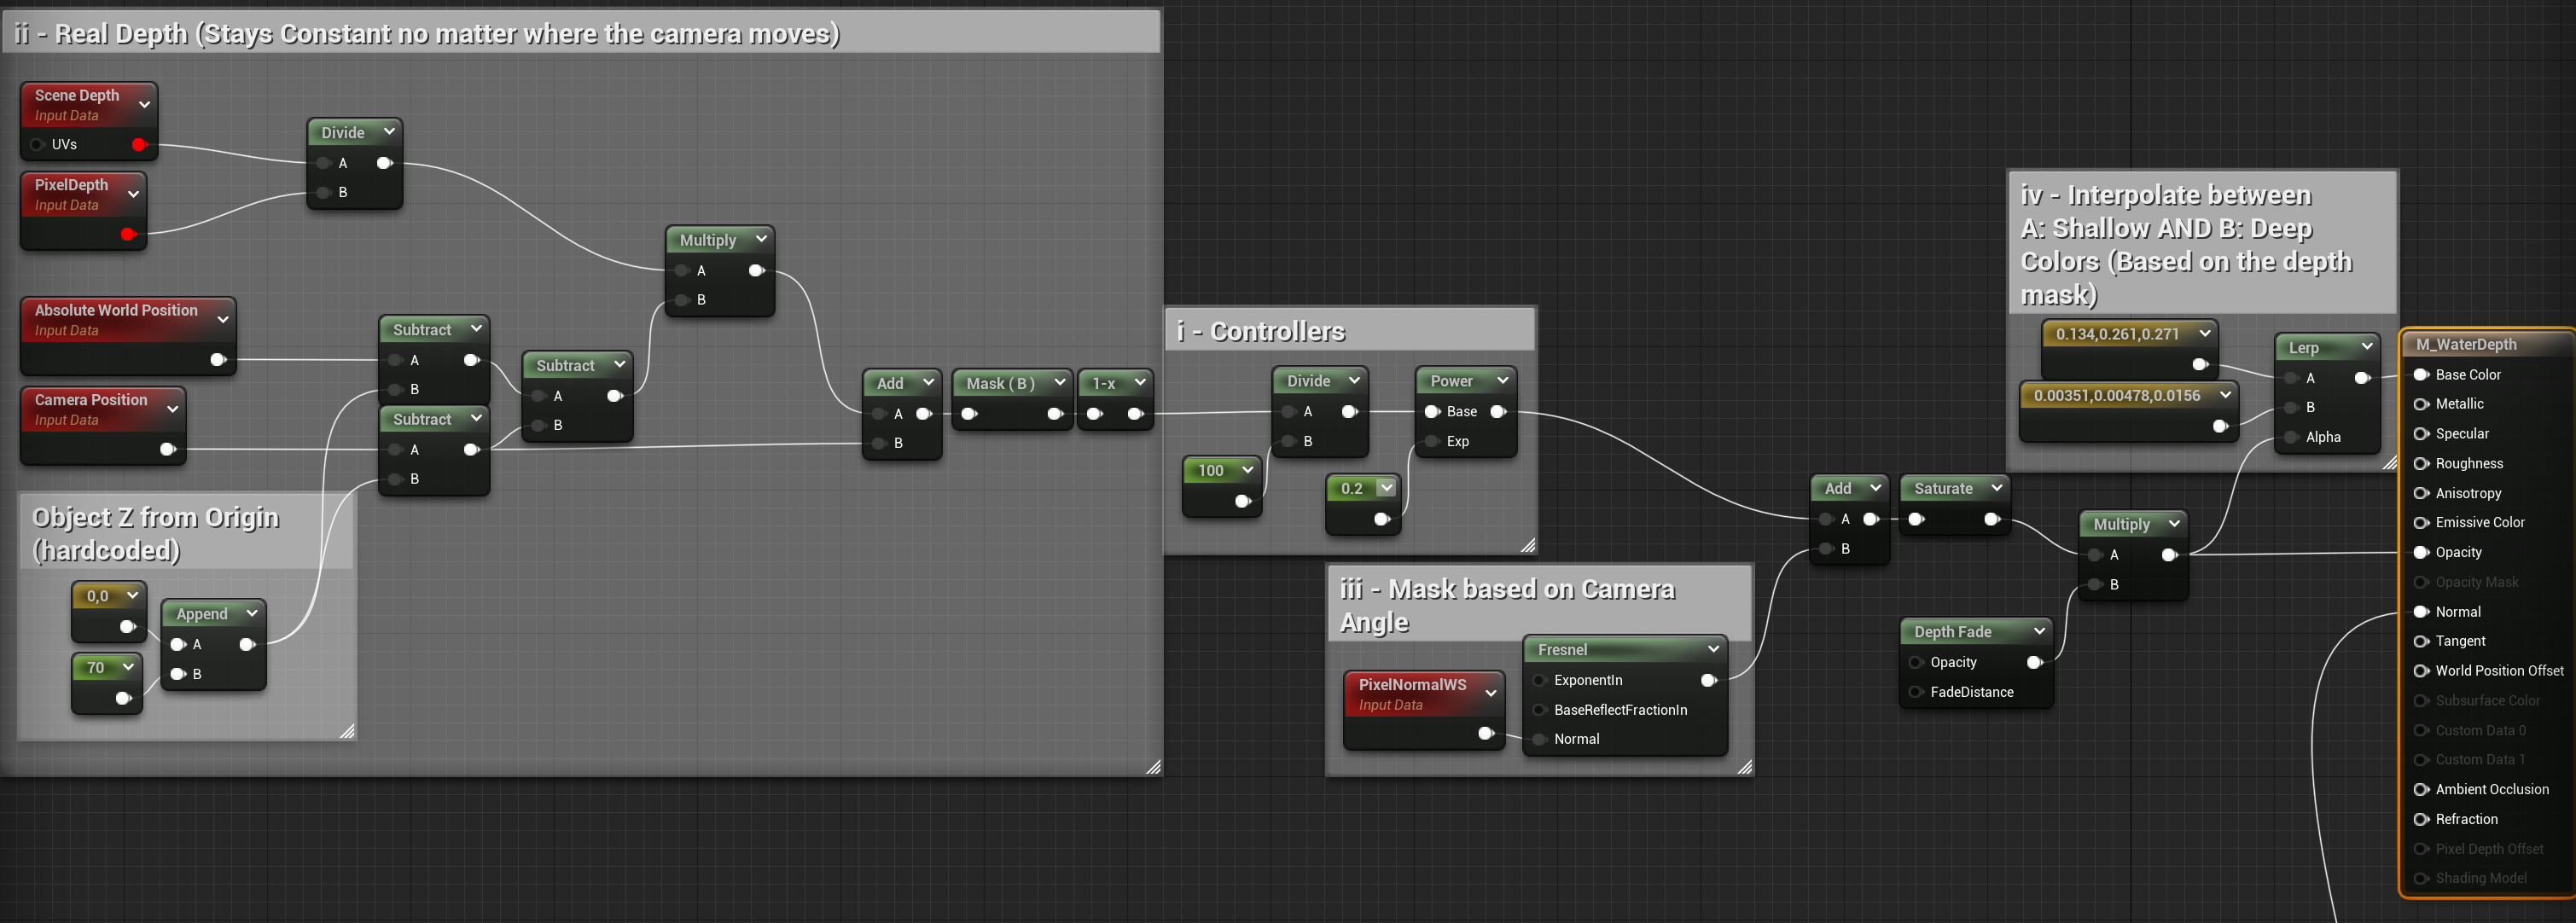 ii - Real Depth (Stays Constant no matter where the camera moves)
Scene Depth
Input Data
UVs
PixelDepth
Input Data
Divide
A
B
Multiply
A
B
Absolute World Position
Input Data
Camera Position
Input Data
Subtract
A
B
Subtract
A
B
Subtract
A
B
Add
A
B
Mask ( B )
1-x
Object Z from Origin
(hardcoded)
0,0
70
Append
A
B
i - Controllers
Divide
A
B
100
Power
Base
Exp
0.2
iii - Mask based on Camera
Angle
PixelNormalWS
Input Data
Fresnel
ExponentIn
BaseReflectFractionIn
Normal
Add
A
B
Saturate
Multiply
A
B
Depth Fade
Opacity
FadeDistance
iv - Interpolate between
A: Shallow AND B: Deep
Colors (Based on the depth
mask)
0.134,0.261,0.271
0.00351,0.00478,0.0156
Lerp
A
B
Alpha
M_WaterDepth
Base Color
Metallic
Specular
Roughness
Anisotropy
Emissive Color
Opacity
Opacity Mask
Normal
Tangent
World Position Offset
Subsurface Color
Custom Data 0
Custom Data 1
Ambient Occlusion
Refraction
Pixel Depth Offset
Shading Model